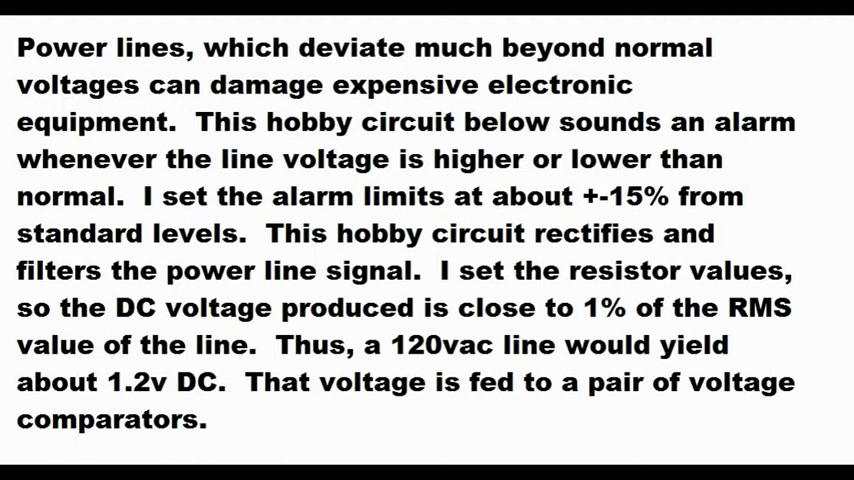 Power lines, which deviate much beyond normal
voltages can damage expensive electronic
equipment.  This hobby circuit below sounds an alarm
whenever the line voltage is higher or lower than
normal.  I set the alarm limits at about +-15% from
standard levels.  This hobby circuit rectifies and
filters the power line signal.  I set the resistor values,
so the DC voltage produced is close to 1% of the RMS
value of the line.  Thus, a 120vac line would yield
about 1.2v DC.  That voltage is fed to a pair of voltage
comparators.